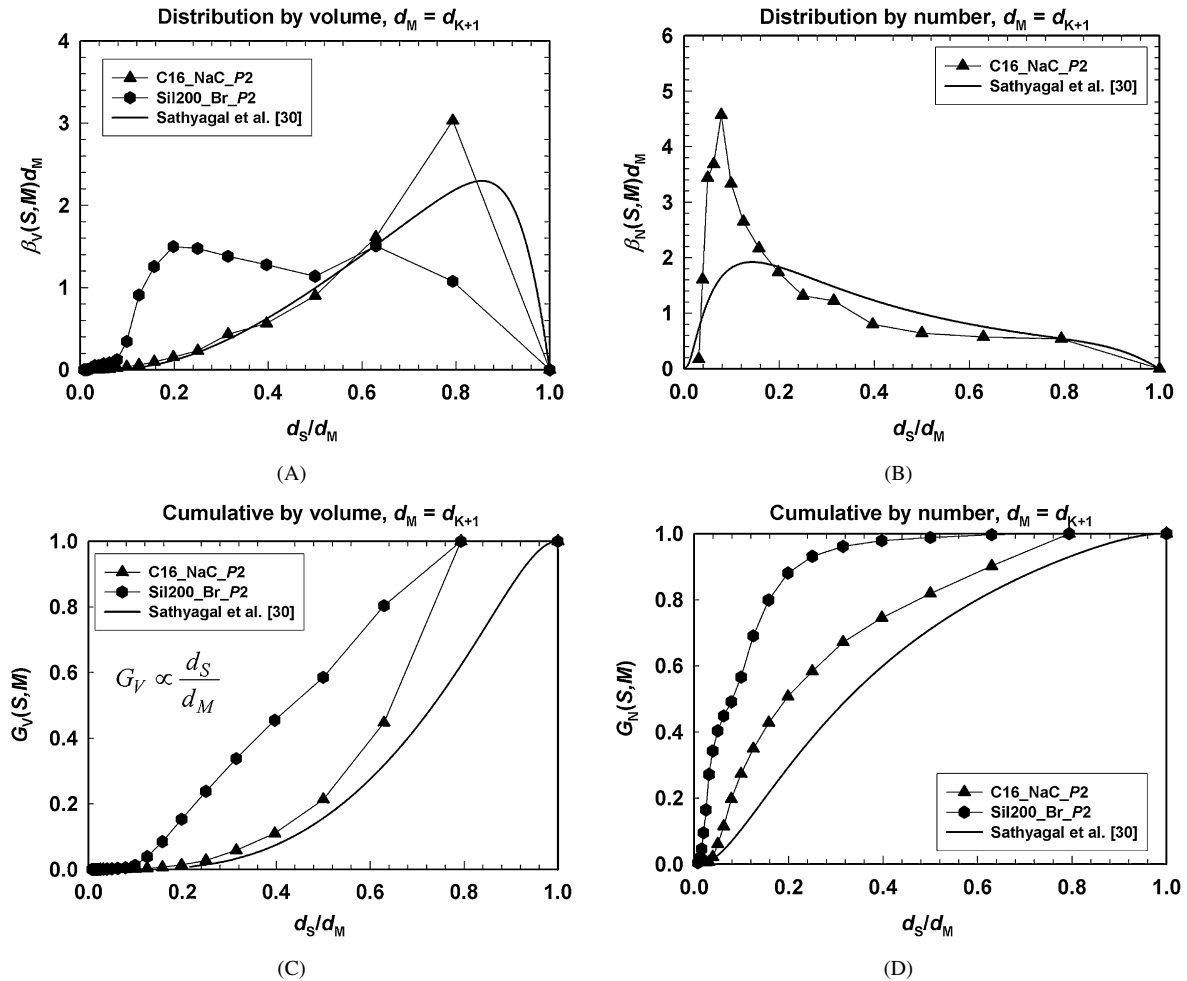 Distribution by volume, dM = dK+1
4
3
2
1
0
βV(S,M)dM
C16_NaC_P2
Sil200_Br_P2
Sathyagal et al. [30]
0.0 0.2 0.4 0.6 0.8 1.0
dS/dM
(A)
Distribution by number, dM = dK+1
6
5
4
3
2
1
0
βN(S,M)dM
C16_NaC_P2
Sathyagal et al. [30]
0.0 0.2 0.4 0.6 0.8 1.0
dS/dM
(B)
Cumulative by volume, dM = dK+1
1.0
0.8
0.6
0.4
0.2
0.0
GV(S,M)
C16_NaC_P2
Sil200_Br_P2
Sathyagal et al. [30]
GV ∝ dS/dM
0.0 0.2 0.4 0.6 0.8 1.0
dS/dM
(C)
Cumulative by number, dM = dK+1
1.0
0.8
0.6
0.4
0.2
0.0
GN(S,M)
C16_NaC_P2
Sil200_Br_P2
Sathyagal et al. [30]
0.0 0.2 0.4 0.6 0.8 1.0
dS/dM
(D)